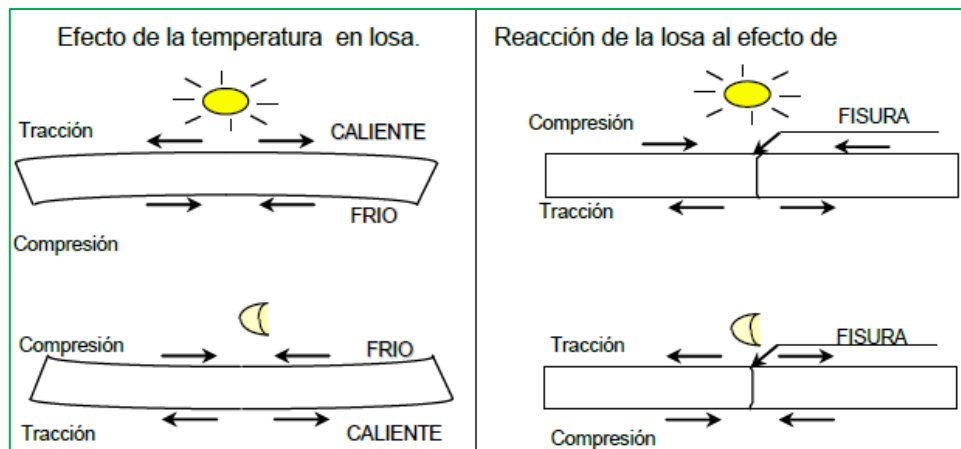 Efecto de la temperatura en losa.
Tracción
CALIENTE
FRIO
Compresión
Compresión
FRIO
Tracción
CALIENTE
Reacción de la losa al efecto de
Compresión
FISURA
Tracción
Tracción
FISURA
Compresión